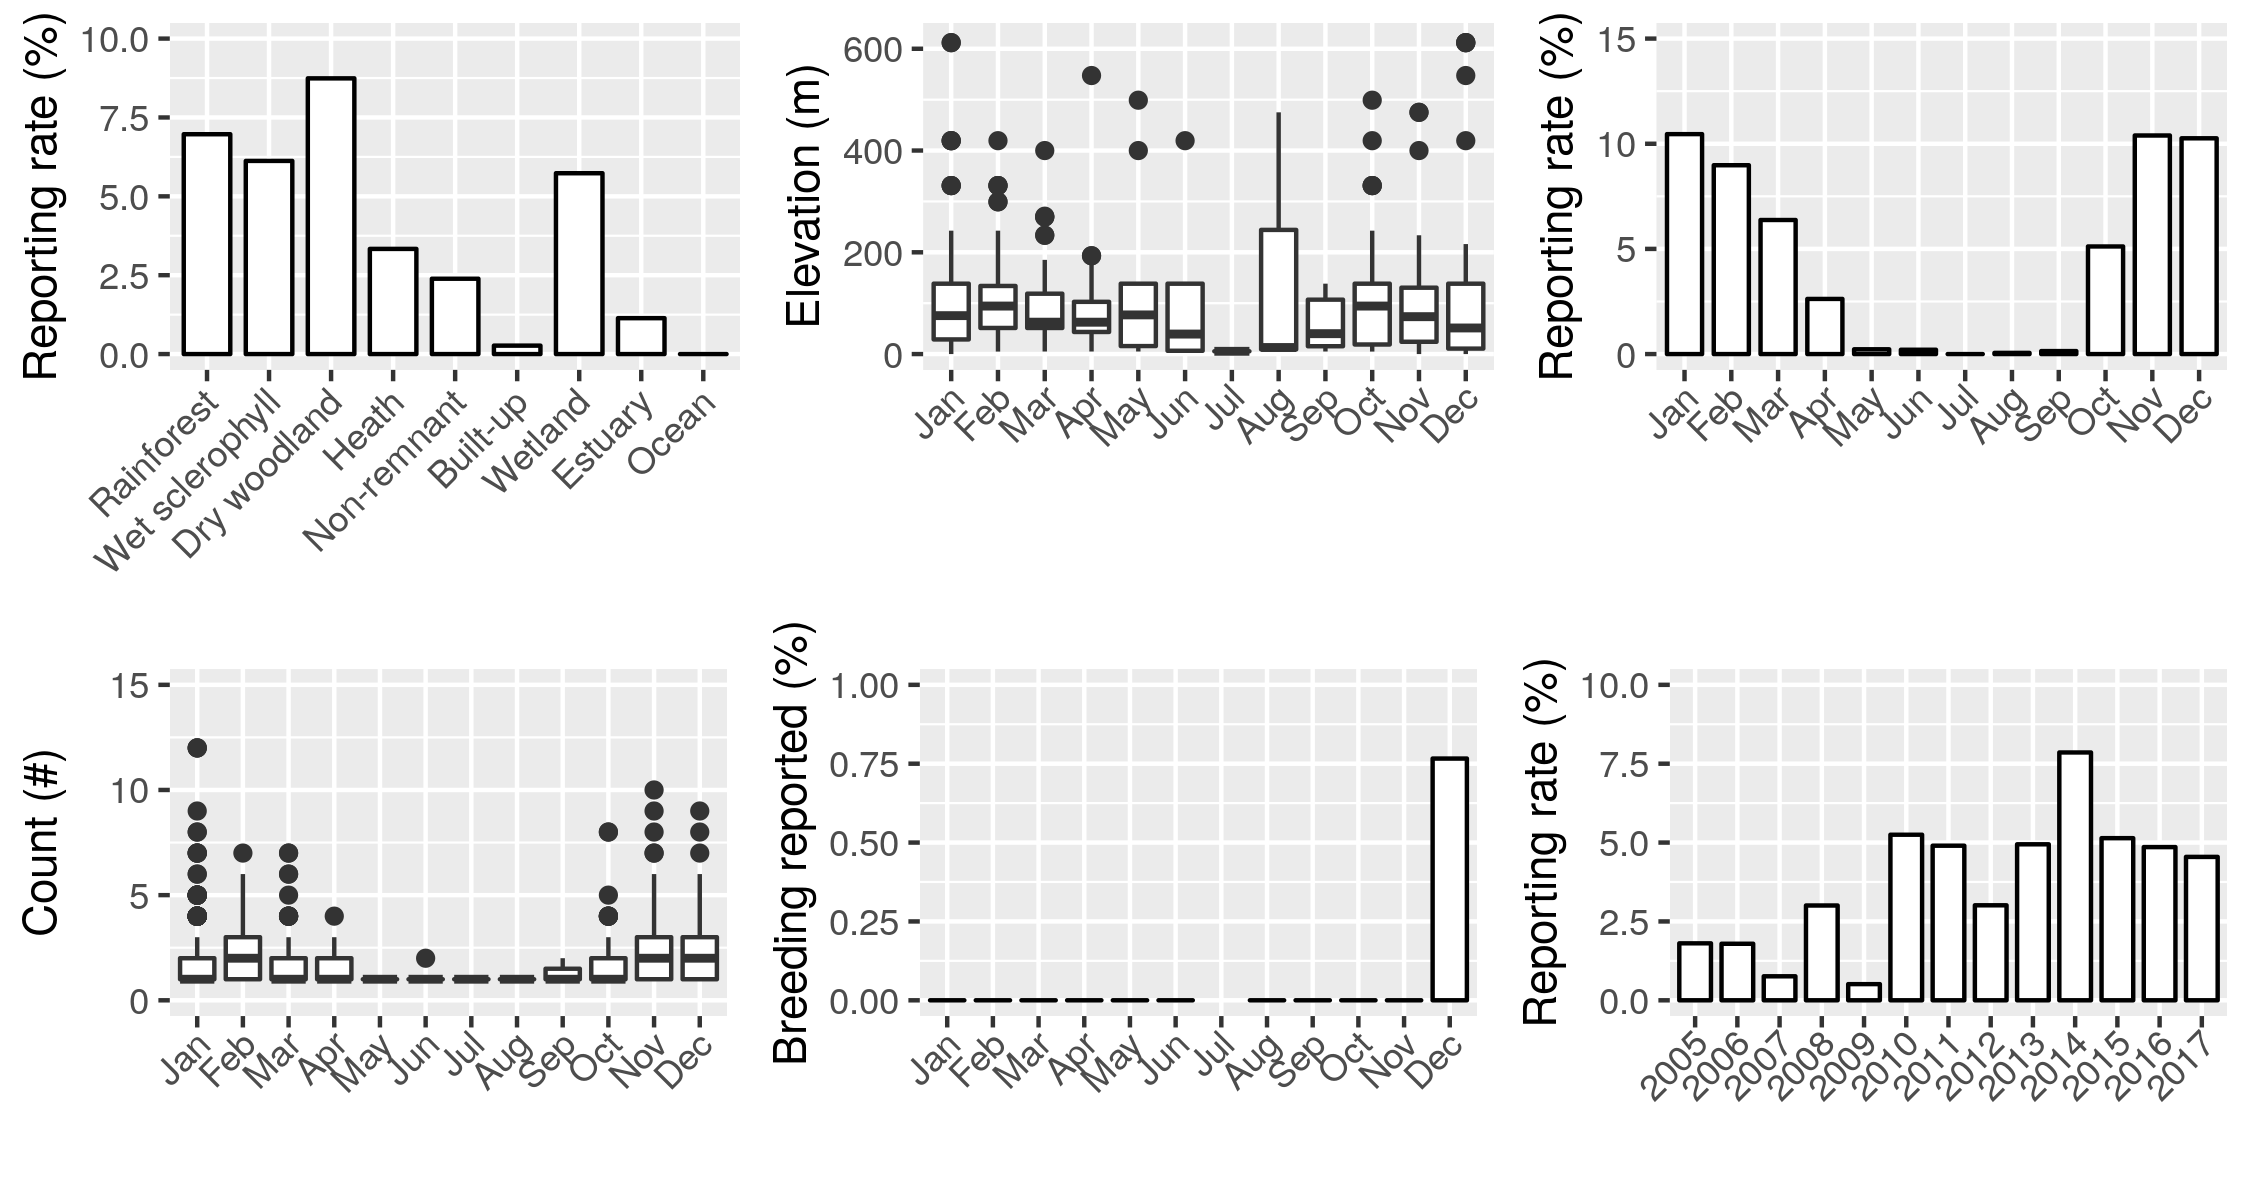 Reporting rate (%)
10.0
7.5
5.0
2.5
0.0
Rainforest
Wet sclerophyll
Dry woodland
Heath
Non-remnant
Built-up
Wetland
Estuary
Ocean
Elevation (m)
600
400
200
0
Jan
Feb
Mar
Apr
May
Jun
Jul
Aug
Sep
Oct
Nov
Dec
Reporting rate (%)
15
10
5
0
Jan
Feb
Mar
Apr
May
Jun
Jul
Aug
Sep
Oct
Nov
Dec
Count (#)
15
10
5
0
Jan
Feb
Mar
Apr
May
Jun
Jul
Aug
Sep
Oct
Nov
Dec
Breeding reported (%)
1.00
0.75
0.50
0.25
0.00
Jan
Feb
Mar
Apr
May
Jun
Jul
Aug
Sep
Oct
Nov
Dec
Reporting rate (%)
10.0
7.5
5.0
2.5
0.0
2005
2006
2007
2008
2009
2010
2011
2012
2013
2014
2015
2016
2017